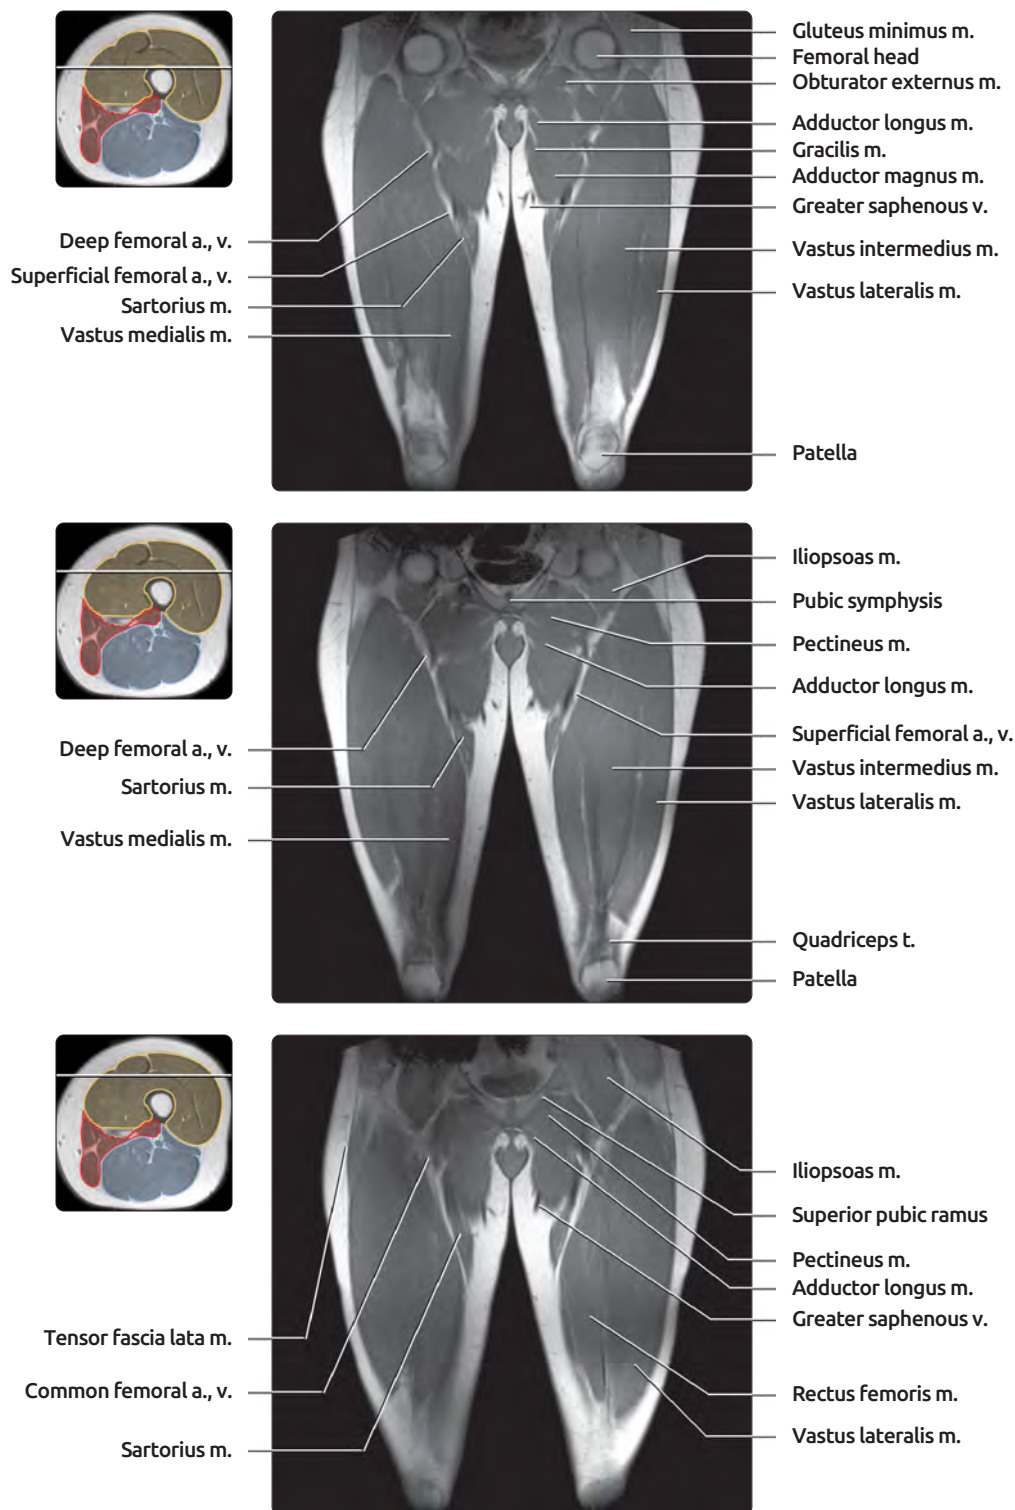 Gluteus minimus m.
Femoral head
Obturator externus m.
Adductor longus m.
Gracilis m.
Adductor magnus m.
Greater saphenous v.
Deep femoral a., v.
Vastus intermedius m.
Superficial femoral a., v.
Vastus lateralis m.
Sartorius m.
Vastus medialis m.
Patella
Iliopsoas m.
Pubic symphysis
Pectineus m.
Adductor longus m.
Superficial femoral a., v.
Deep femoral a., v.
Vastus intermedius m.
Sartorius m.
Vastus lateralis m.
Vastus medialis m.
Quadriceps t.
Patella
Iliopsoas m.
Superior pubic ramus
Pectineus m.
Adductor longus m.
Greater saphenous v.
Tensor fascia lata m.
Common femoral a., v.
Rectus femoris m.
Vastus lateralis m.
Sartorius m.